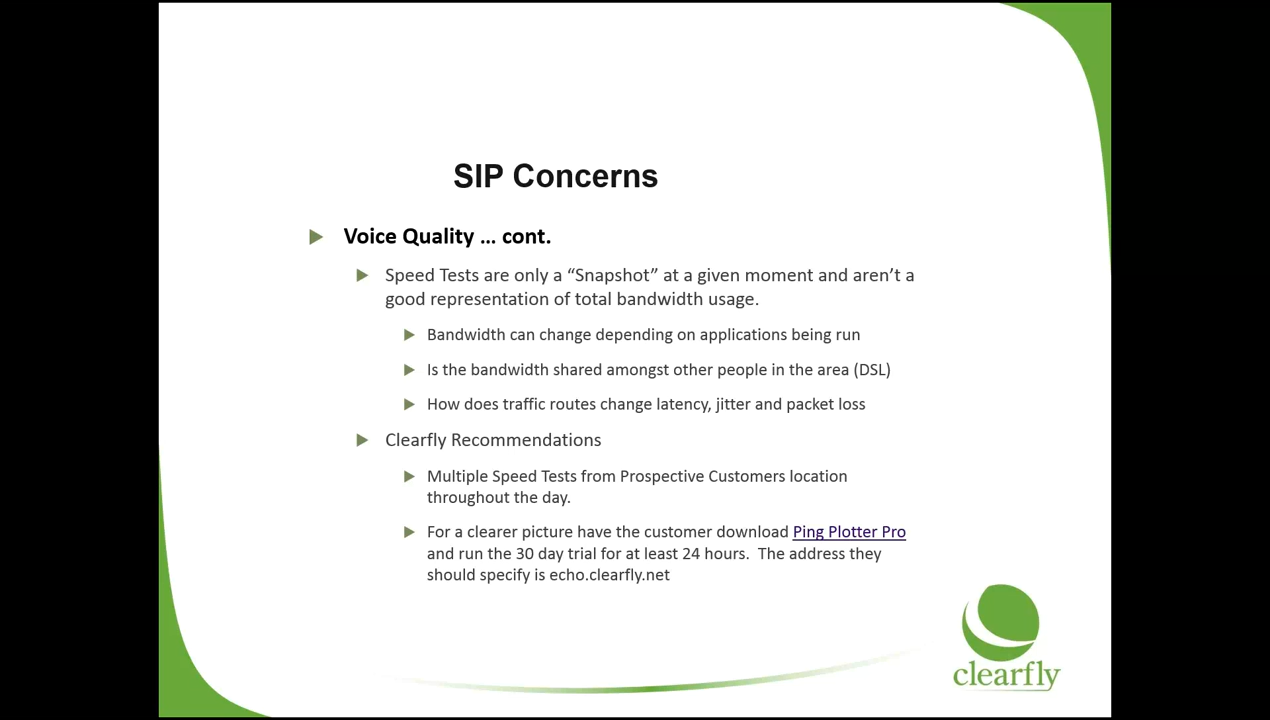 SIP Concerns
Voice Quality … cont.
Speed Tests are only a “Snapshot” at a given moment and aren’t a
good representation of total bandwidth usage.
Bandwidth can change depending on applications being run
Is the bandwidth shared amongst other people in the area (DSL)
How does traffic routes change latency, jitter and packet loss
Clearfly Recommendations
Multiple Speed Tests from Prospective Customers location
throughout the day.
For a clearer picture have the customer download Ping Plotter Pro
and run the 30 day trial for at least 24 hours.  The address they
should specify is echo.clearfly.net
clearfly